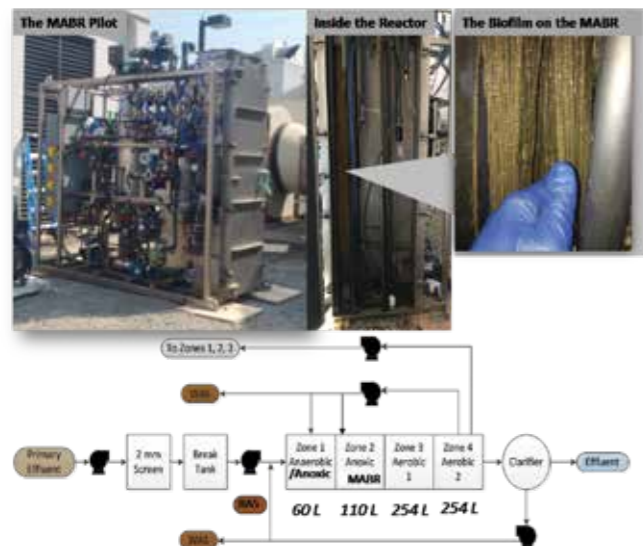 The MABR Pilot
Inside the Reactor
The Biofilm on the MABR
To Zones 1, 2, 3
Primary
Effluent
2 mm
Screen
Break
Tank
Zone 1
Anaerobic
/Anoxic
Zone 2
Anoxic
MABR
Zone 3
Aerobic
1
Zone 4
Aerobic
2
Clarifier
Effluent
60 L
110 L
254 L
254 L
RAS
WAS